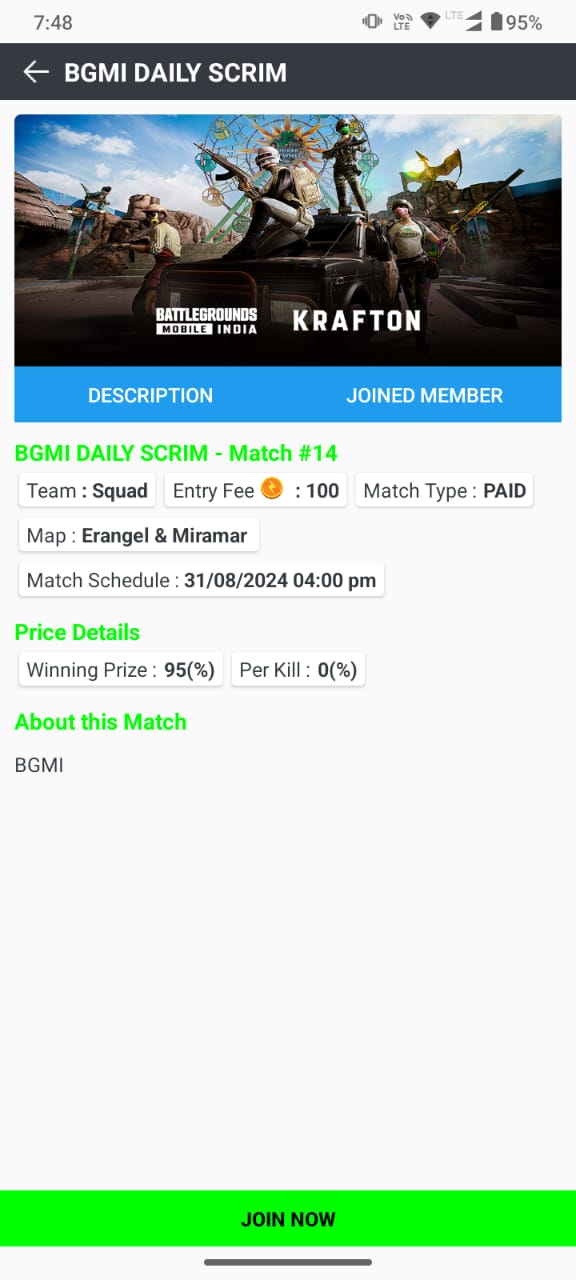 7:48 Vo LTE LTE 95%
BGMI DAILY SCRIM
BATTLEGROUNDS
MOBILE INDIA
KRAFTON
DESCRIPTION JOINED MEMBER
BGMI DAILY SCRIM - Match #14
Team : Squad Entry Fee : 100 Match Type : PAID
Map : Erangel & Miramar
Match Schedule : 31/08/2024 04:00 pm
Price Details
Winning Prize : 95(%) Per Kill : 0(%)
About this Match
BGMI
JOIN NOW